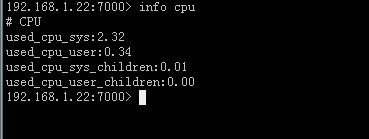 192.168.1.22:7000> info cpu
# CPU
used_cpu_sys:2.32
used_cpu_user:0.34
used_cpu_sys_children:0.01
used_cpu_user_children:0.00
192.168.1.22:7000>